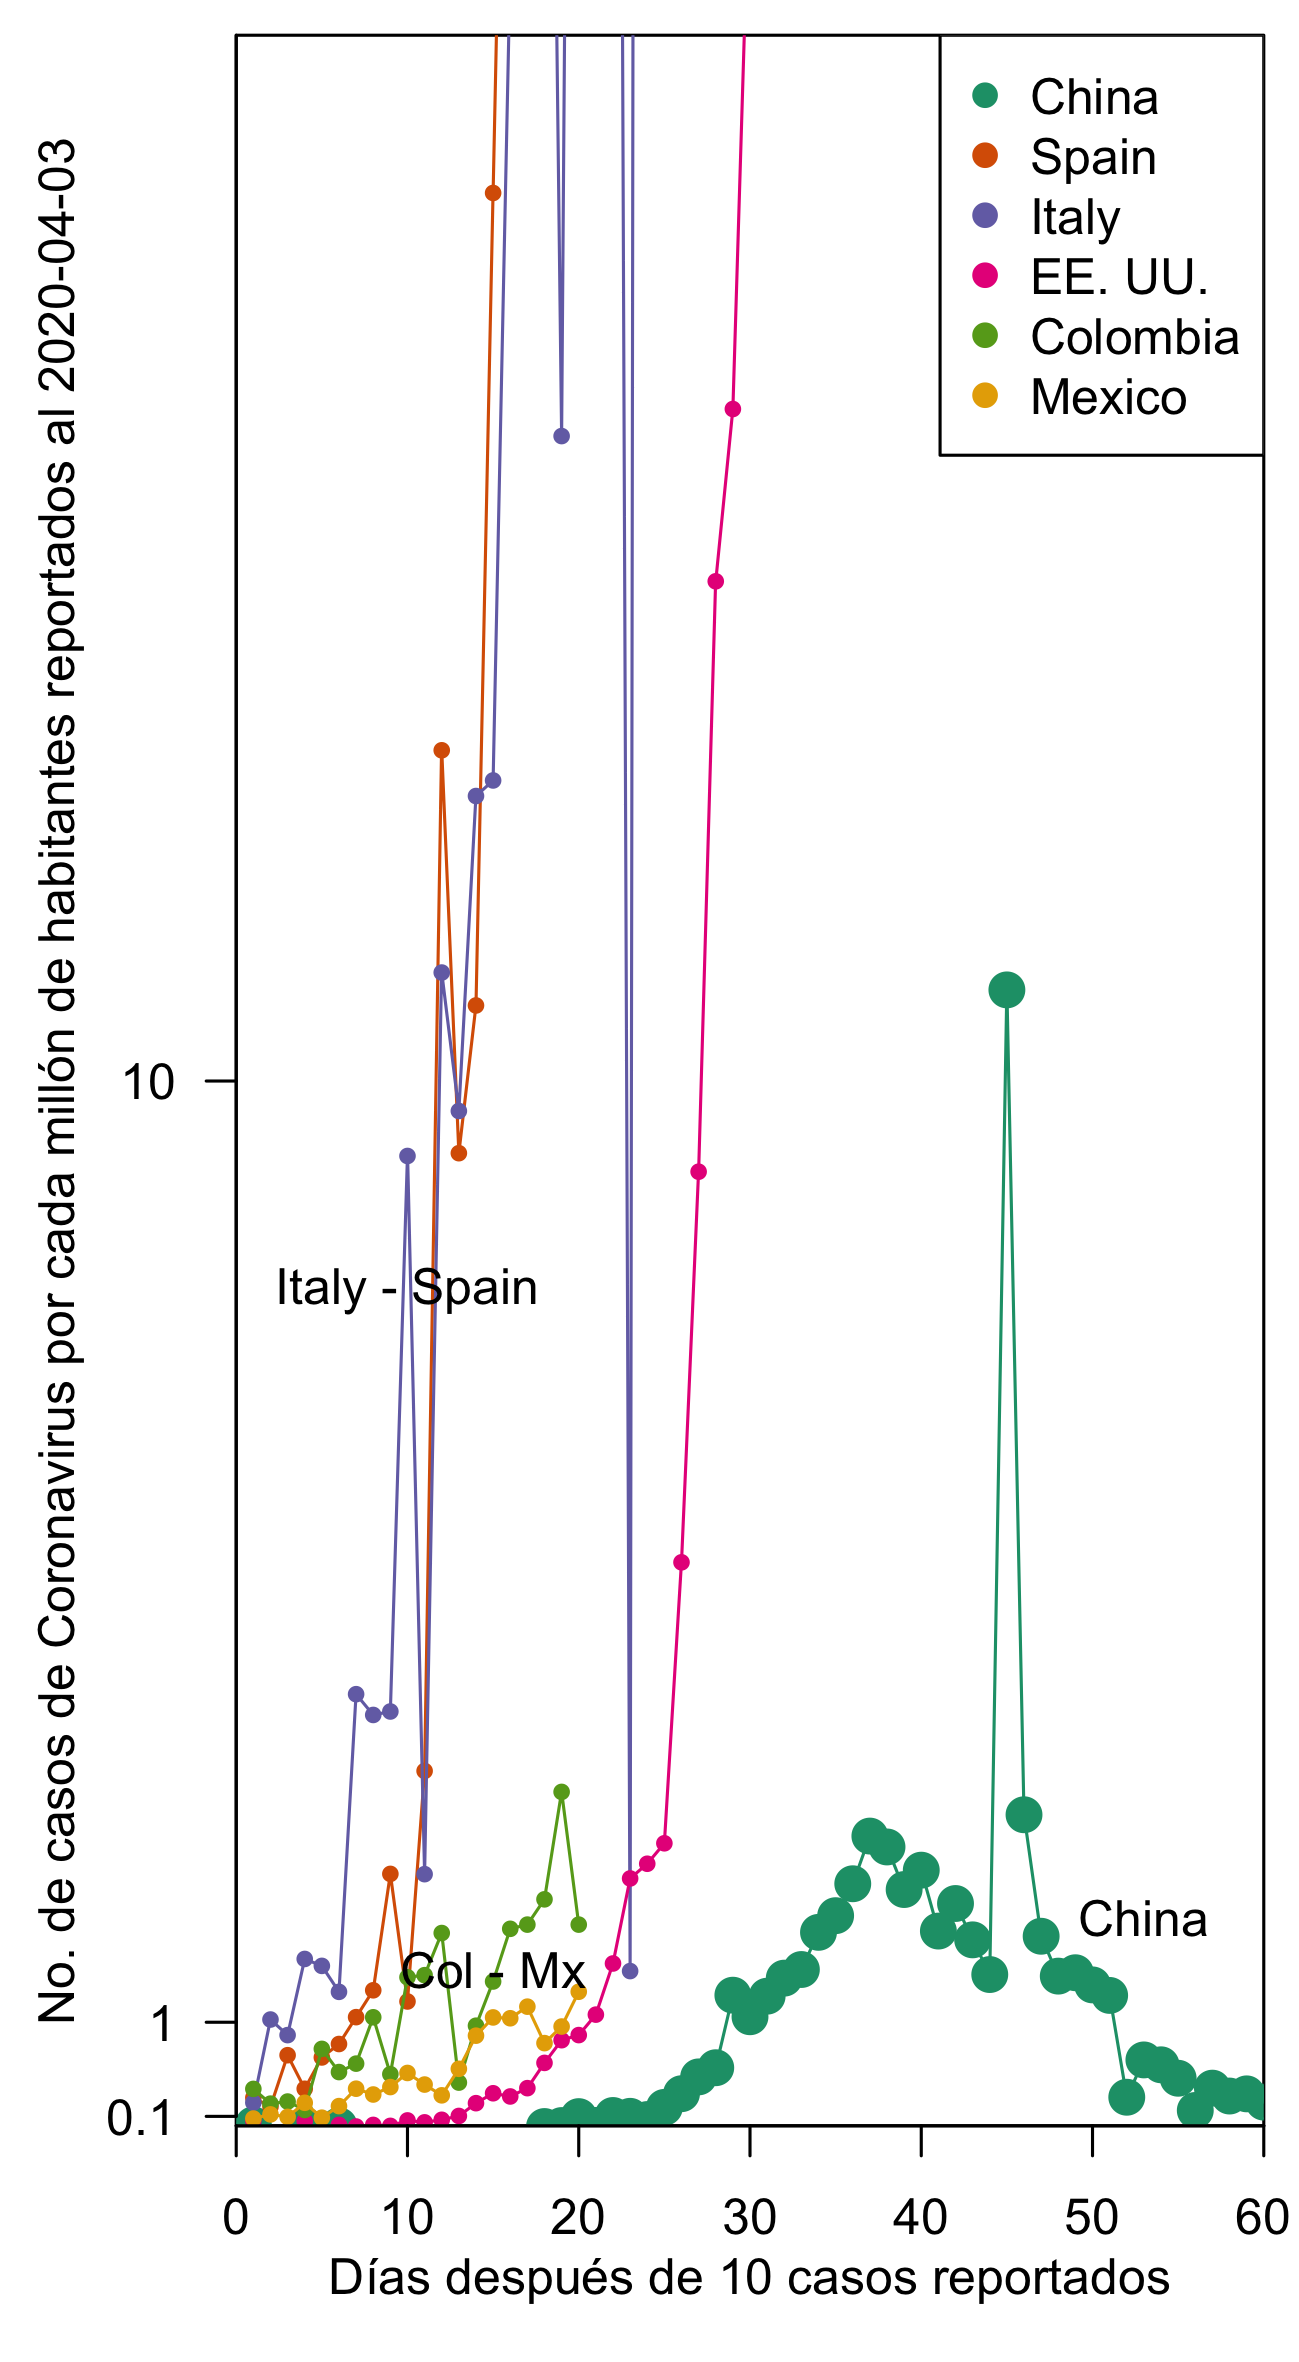 No. de casos de Coronavirus por cada millón de habitantes reportados al 2020-04-03
China
Spain
Italy
EE. UU.
Colombia
Mexico
10
Italy - Spain
China
Col - Mx
1
0.1
0 10 20 30 40 50 60
Días después de 10 casos reportados